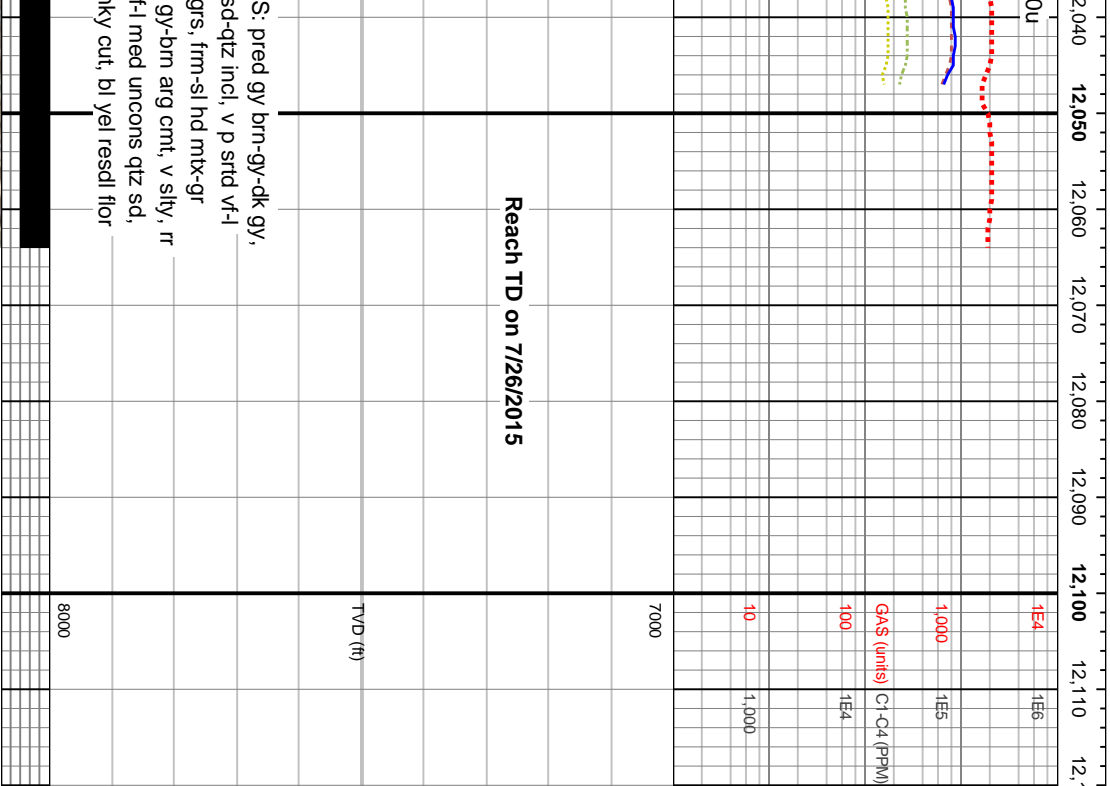 0u
2,040
12,050
12,060
12,070
12,080
12,090
12,100
12,110
12,1
1E4
1,000
GAS (units)
100
10
1E6
1E5
C1-C4 (PPM)
1E4
1,000
7000
TVD (ft)
8000
Reach TD on 7/26/2015
S: pred gy brn-gy-dk gy,
sd-qtz incl, v p srtd vf-l
grs, frm-sl hd mtx-gr
gy-brn arg cmt, v slty, rr
f-l med uncons qtz sd,
nky cut, bl yel resdl flor